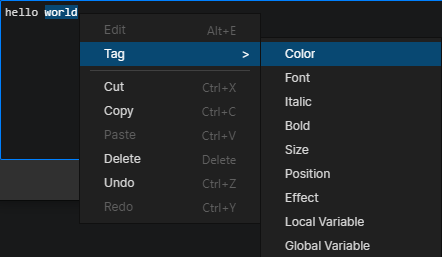 hello world
Edit Alt+E
Tag >
Cut Ctrl+X
Copy Ctrl+C
Paste Ctrl+V
Delete Delete
Undo Ctrl+Z
Redo Ctrl+Y
Color
Font
Italic
Bold
Size
Position
Effect
Local Variable
Global Variable